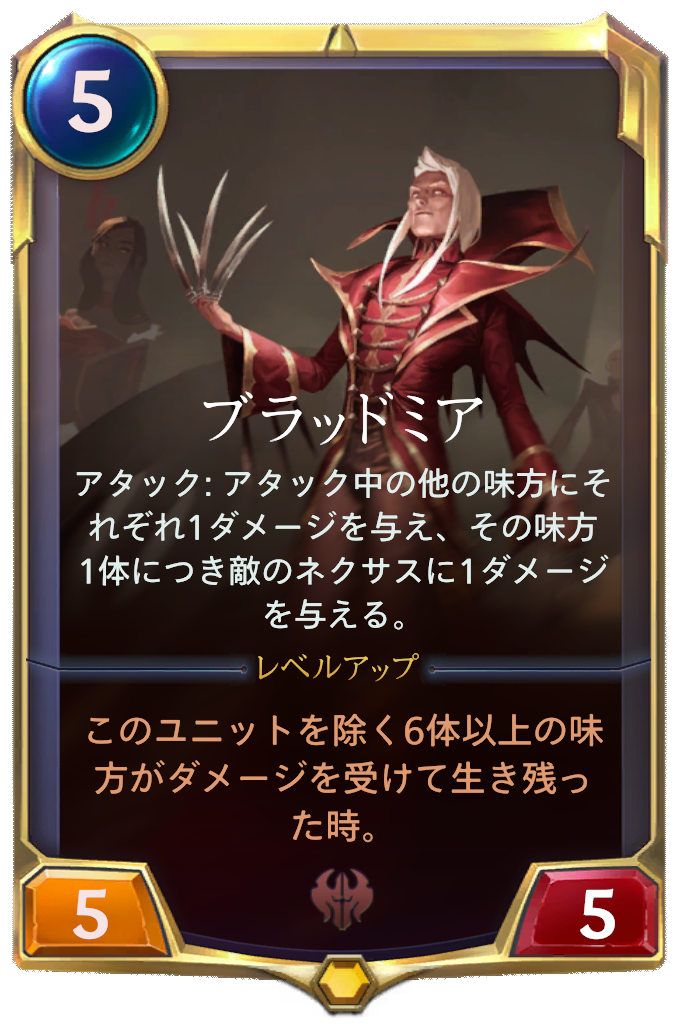 5
ブラッドミア
アタック: アタック中の他の味方にそ
れぞれ1ダメージを与え、その味方
1体につき敵のネクサスに1ダメージ
を与える。
レベルアップ
このユニットを除く6体以上の味
方がダメージを受けて生き残っ
た時。
5
5